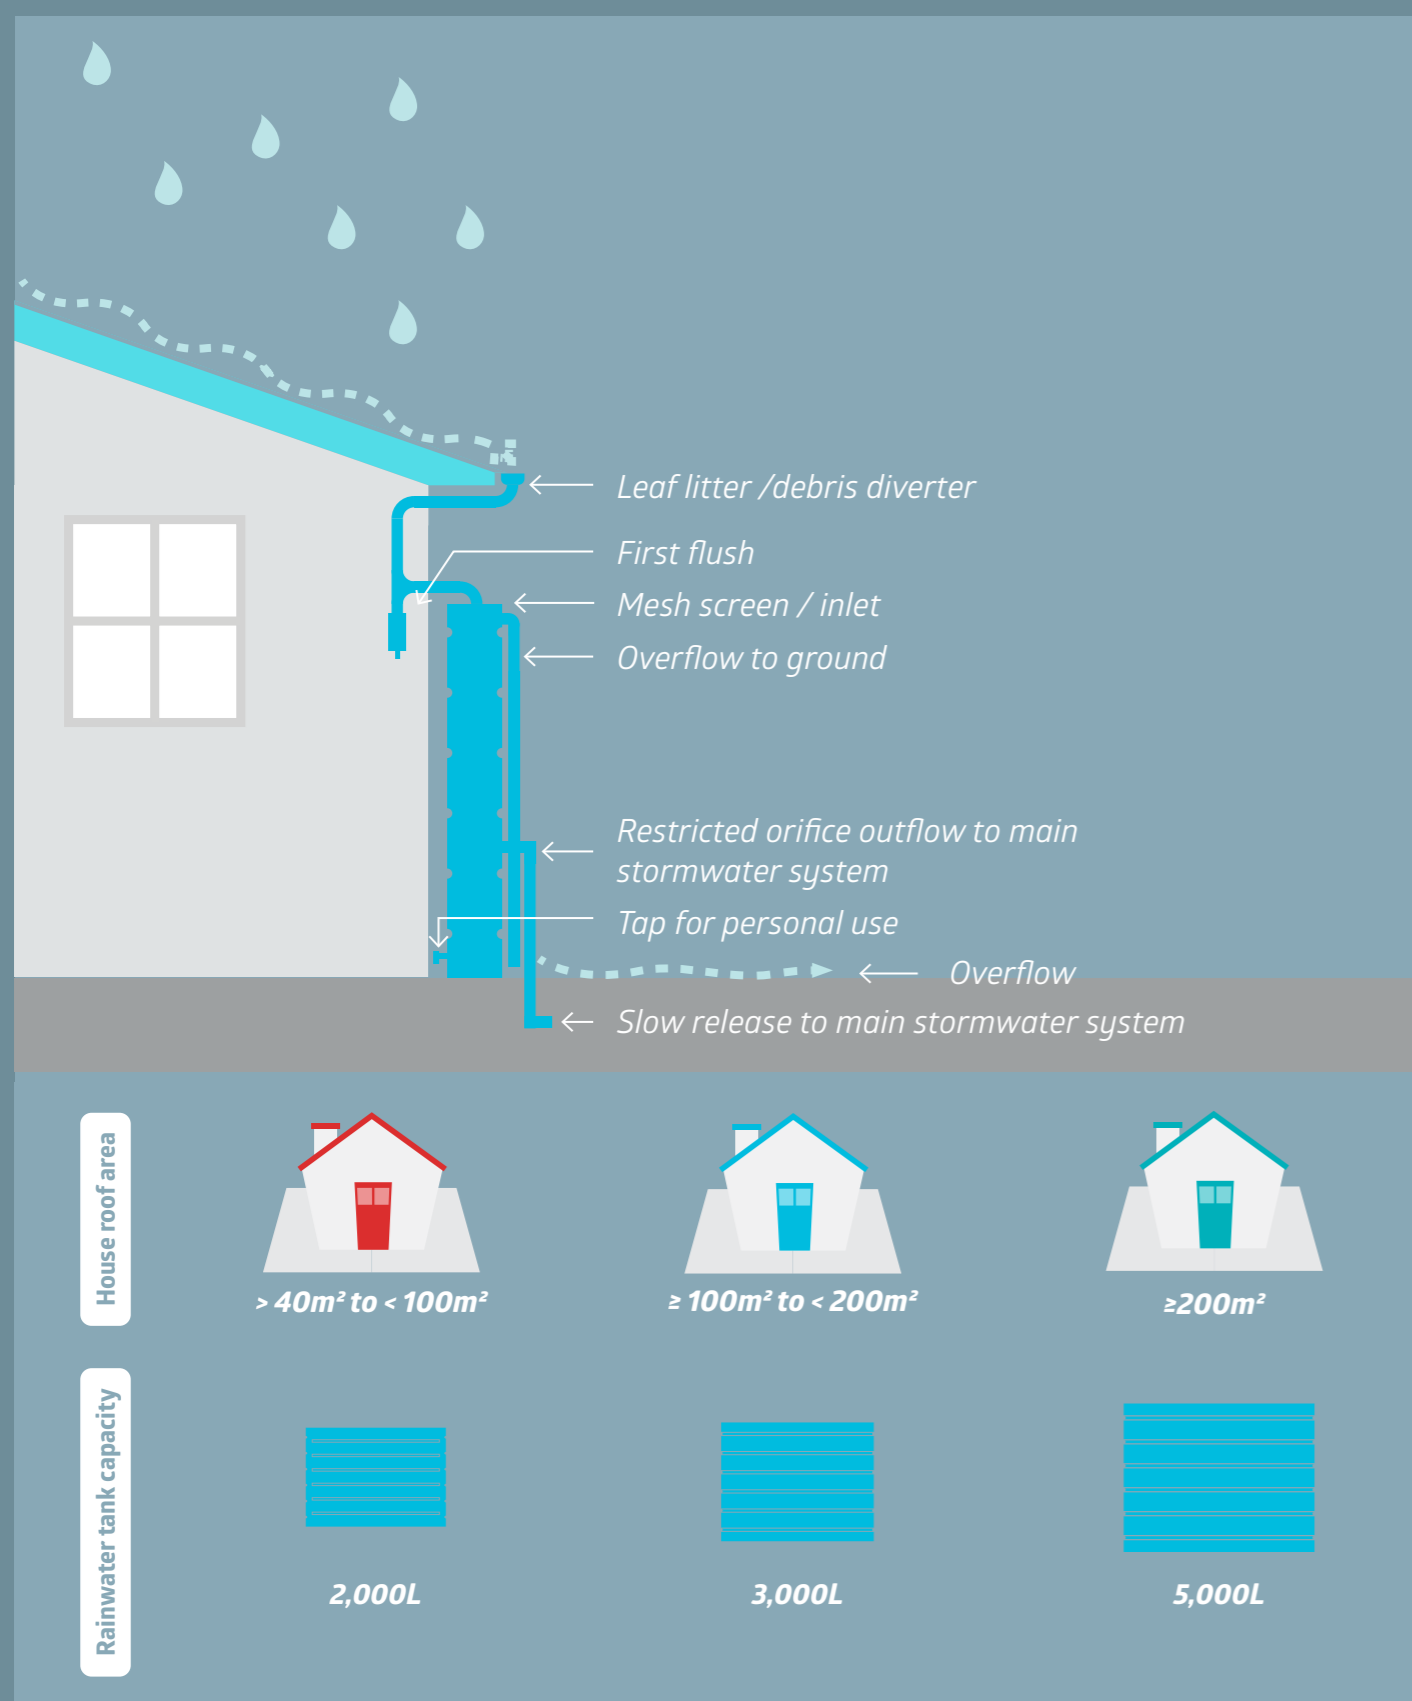 Leaf litter /debris diverter
First flush
Mesh screen / inlet
Overflow to ground
Restricted orifice outflow to main
stormwater system
Tap for personal use
Overflow
Slow release to main stormwater system
House roof area
> 40m² to < 100m²
≥ 100m² to < 200m²
≥200m²
Rainwater tank capacity
2,000L
3,000L
5,000L